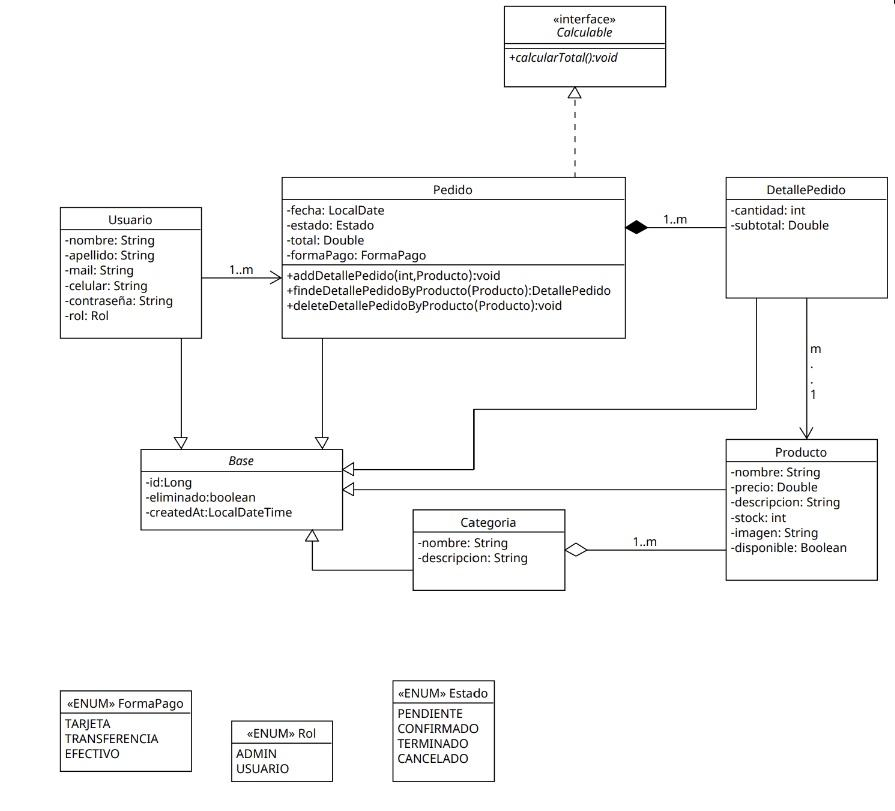 «interface»
Calculable
+calcularTotal():void
Pedido
-fecha: LocalDate
-estado: Estado
-total: Double
-formaPago: FormaPago
+addDetallePedido(int,Producto):void
+findeDetallePedidoByProducto(Producto):DetallePedido
+deleteDetallePedidoByProducto(Producto):void
DetallePedido
-cantidad: int
-subtotal: Double
1..m
Usuario
-nombre: String
-apellido: String
-mail: String
-celular: String
-contraseña: String
-rol: Rol
1..m
m
.
.
1
Base
-id:Long
-eliminado:boolean
-createdAt:LocalDateTime
Producto
-nombre: String
-precio: Double
-descripcion: String
-stock: int
-imagen: String
-disponible: Boolean
Categoria
-nombre: String
-descripcion: String
1..m
«ENUM» FormaPago
TARJETA
TRANSFERENCIA
EFECTIVO
«ENUM» Rol
ADMIN
USUARIO
«ENUM» Estado
PENDIENTE
CONFIRMADO
TERMINADO
CANCELADO